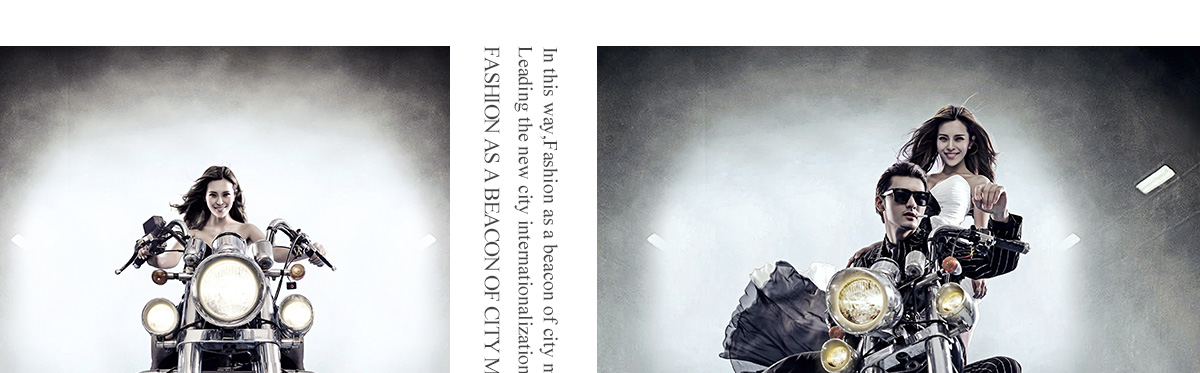 In this way,Fashion as a beacon of city
Leading the new city internationalization
FASHION AS A BEACON OF CITY